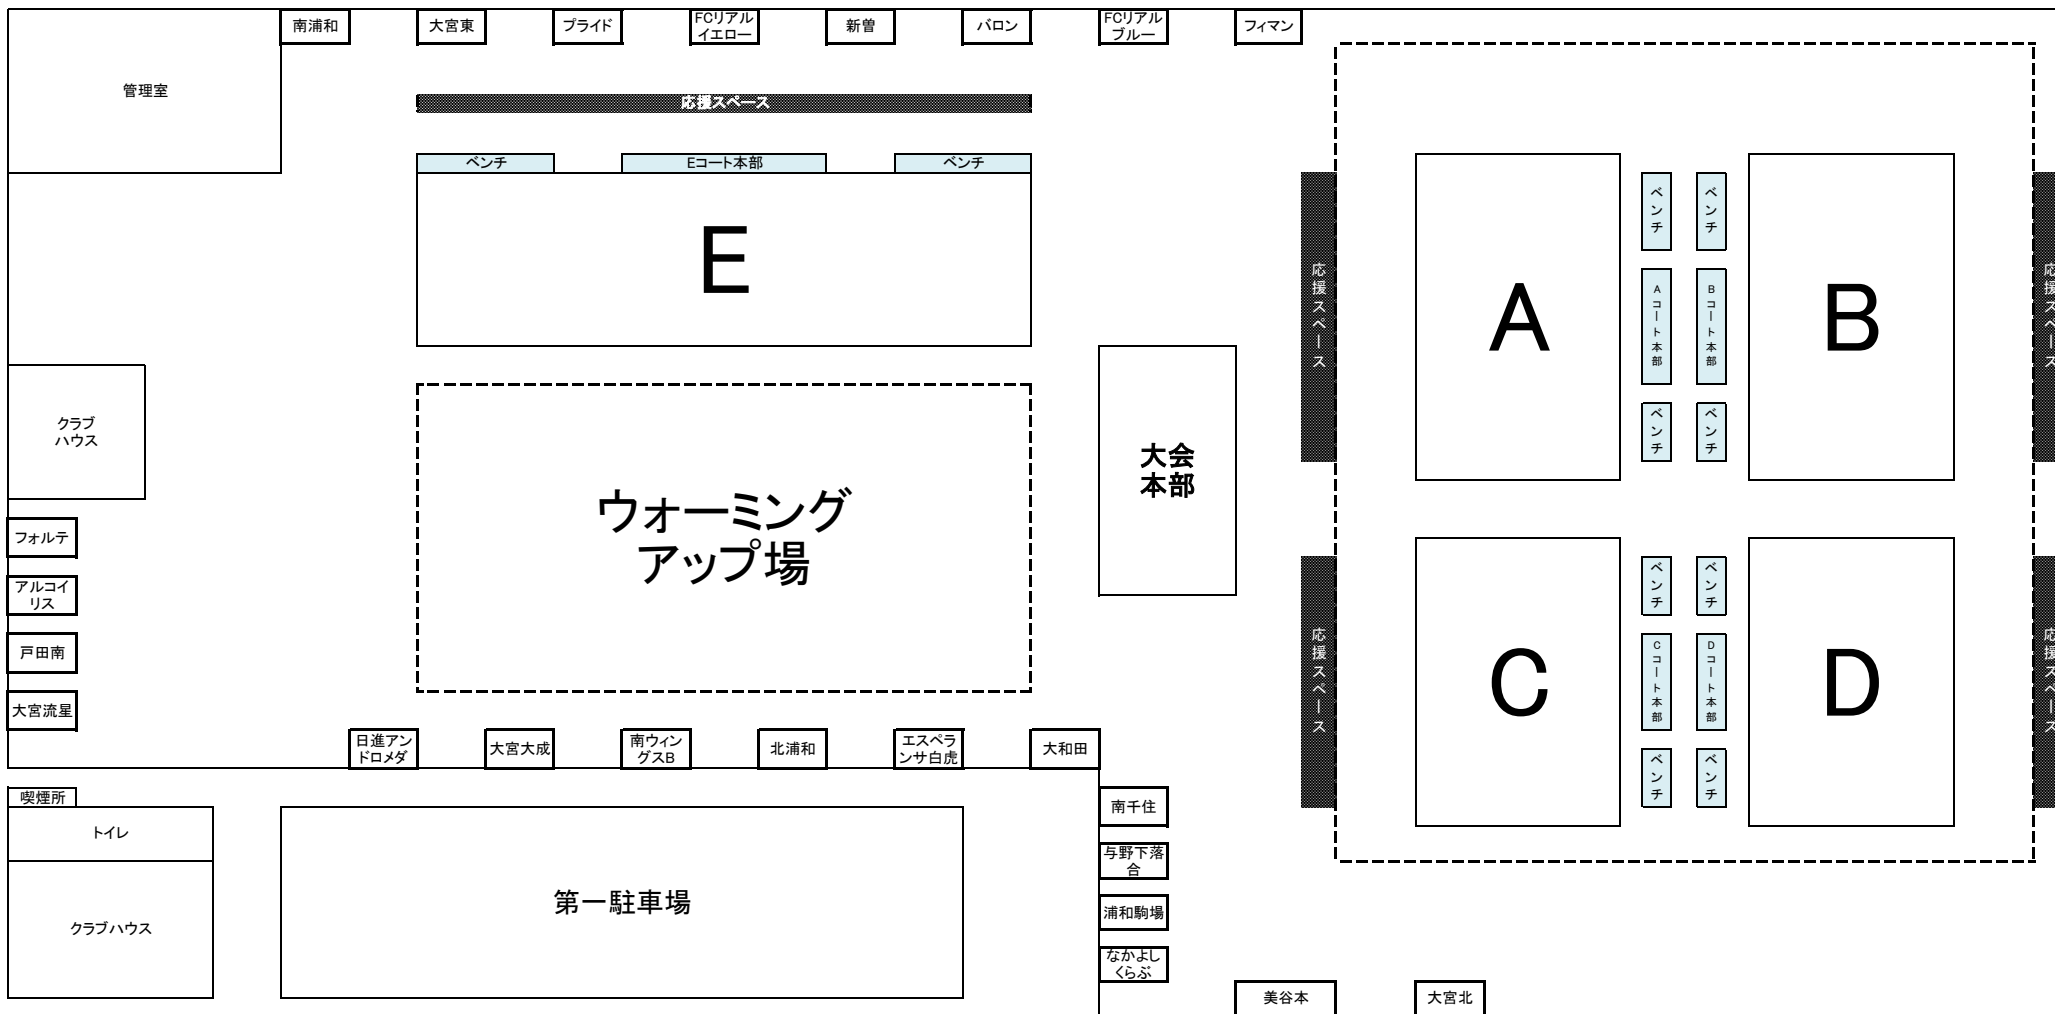 南浦和
大宮東
プライド
FCリアル
イエロー
新曽
バロン
FCリアル
ブルー
フィマン
管理室
応援スペース
ベンチ
Eコート本部
ベンチ
E
A
B
ベンチ
ベンチ
Aコート本部
Bコート本部
ベンチ
ベンチ
応援スペース
応援スペース
クラブ
ハウス
大会
本部
ウォーミング
アップ場
フォルテ
アルコイ
リス
戸田南
大宮流星
C
D
ベンチ
ベンチ
Cコート本部
Dコート本部
ベンチ
ベンチ
応援スペース
応援スペース
日進アン
ドロメダ
大宮大成
南ウィン
グスB
北浦和
エスペラ
ンサ白虎
大和田
喫煙所
トイレ
クラブハウス
第一駐車場
南千住
与野下落
合
浦和駒場
なかよし
くらぶ
美谷本
大宮北